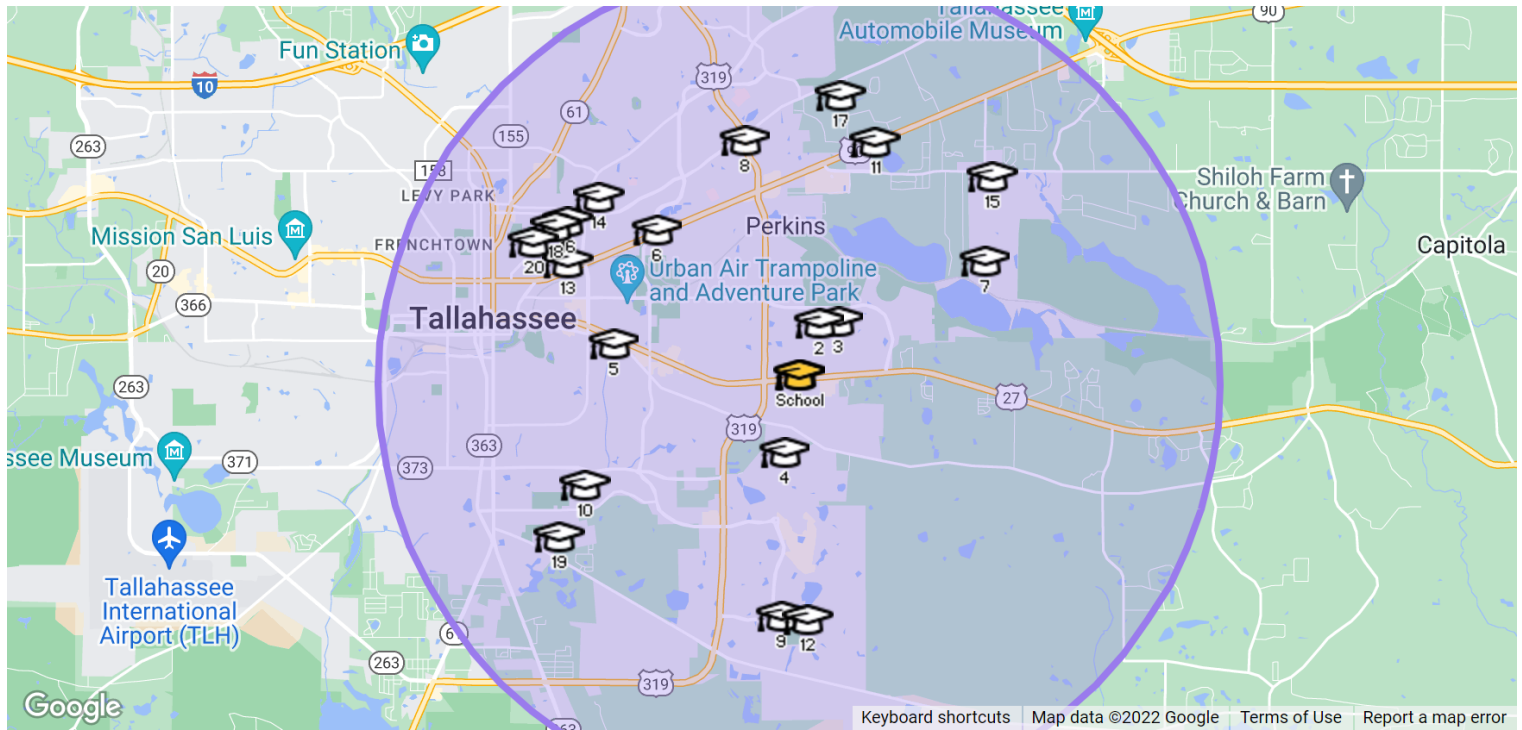 Tallahassee
Automobile Museum
90
Fun Station
319
10
61
17
155
263
8
90
11
158
LEVY PARK
15
Shiloh Farm
Church & Barn
14
Perkins
Mission San Luis
FRENCHTOWN
18
6
6
Capitola
20
20
13
Urban Air Trampoline
and Adventure Park
7
366
Tallahassee
2
3
5
263
School
27
319
363
ssee Museum
371
373
4
10
19
Tallahassee
International
Airport (TLH)
9
12
61
263
319
363
Google
Keyboard shortcuts
Map data ©2022 Google
Terms of Use
Report a map error